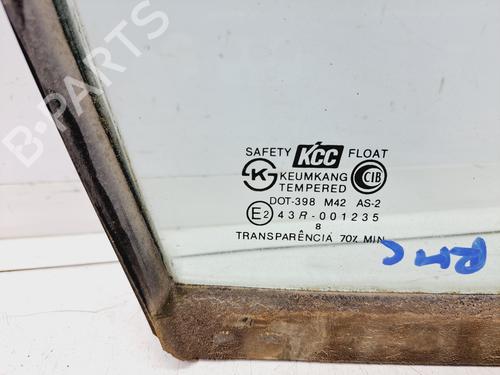 B-PARTS
SAFETY KCC FLOAT
K KEUMKANG CIB
TEMPERED
DOT-398 M42 AS-2
E2 43R-001235
8
TRANSPARÊNCIA 70% MIN
RMC